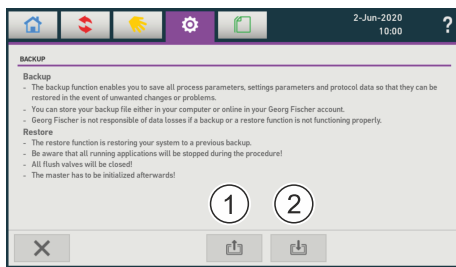 2-Jun-2020
10:00
?
BACKUP
Backup
- The backup function enables you to save all process parameters, settings parameters and protocol data so that they can be
restored in the event of unwanted changes or problems.
- You can store your backup file either in your computer or online in your Georg Fischer account.
- Georg Fischer is not responsible of data losses if a backup or a restore function is not functioning properly.
Restore
- The restore function is restoring your system to a previous backup.
- Be aware that all running applications will be stopped during the procedure!
- All flush valves will be closed!
- The master has to be initialized afterwards!
1 2